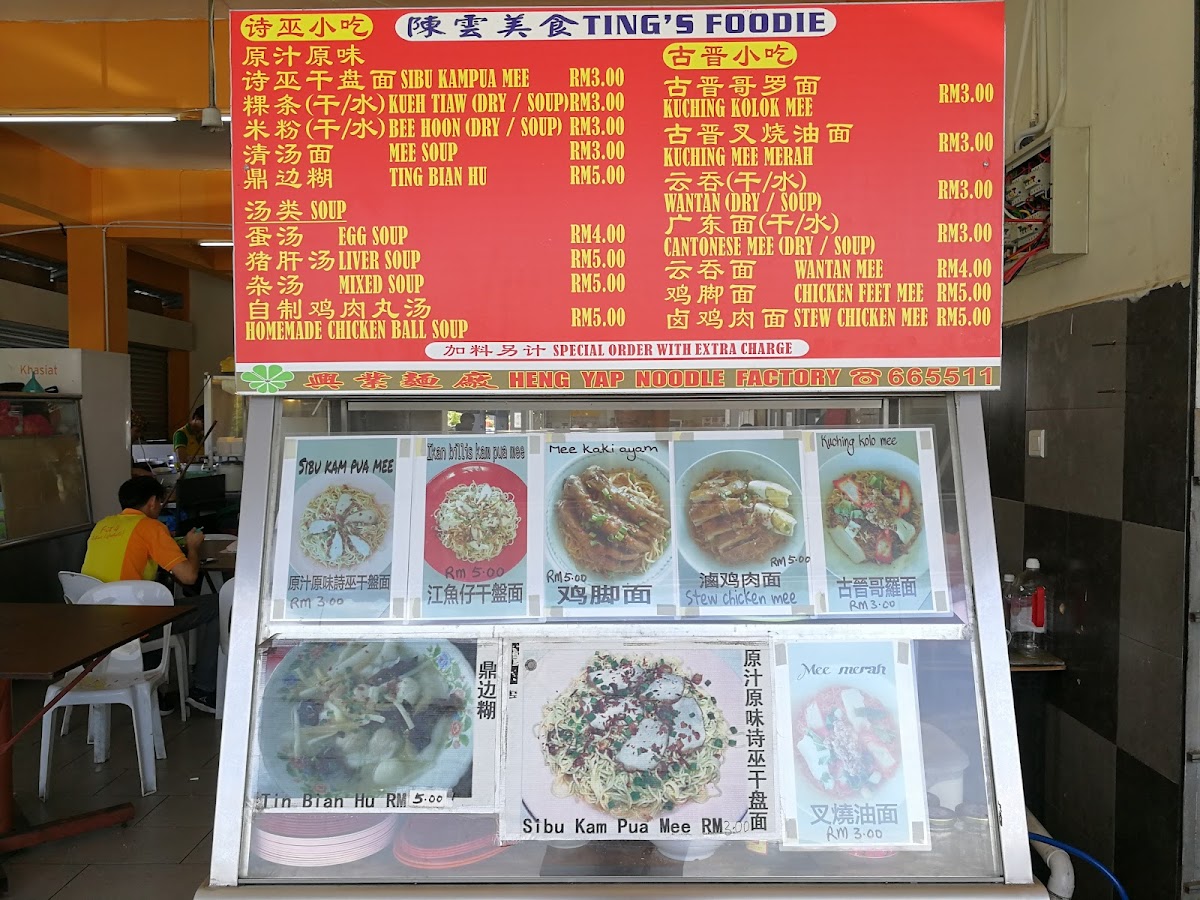 陳雲美食 TING'S FOODIE
诗巫小吃
原汁原味
诗巫干盘面 SIBU KAMPUA MEE RM3.00
粿条(干/水) KUEH TIAW (DRY / SOUP) RM3.00
米粉(干/水) BEE HOON (DRY / SOUP) RM3.00
清汤面 MEE SOUP RM3.00
鼎边糊 TING BIAN HU RM5.00
汤类 SOUP
蛋汤 EGG SOUP RM4.00
猪肝汤 LIVER SOUP RM5.00
杂汤 MIXED SOUP RM5.00
自制鸡肉丸汤
HOMEMADE CHICKEN BALL SOUP RM5.00
古晋小吃
古晋哥罗面
KUCHING KOLOK MEE RM3.00
古晋叉烧油面
KUCHING MEE MERAH RM3.00
云吞(干/水)
WANTAN (DRY / SOUP) RM3.00
广东面(干/水)
CANTONESE MEE (DRY / SOUP) RM3.00
云吞面 WANTAN MEE RM4.00
鸡脚面 CHICKEN FEET MEE RM5.00
卤鸡肉面 STEW CHICKEN MEE RM5.00
加料另计 SPECIAL ORDER WITH EXTRA CHARGE
興業麵廠 HENG YAP NOODLE FACTORY ☎665511
Khasiat
SIBU KAM PUA MEE
原汁原味詩巫干盤面
RM 3.00
Ikan billis kam pua mee
RM 5.00
江魚仔干盤面
Mee kaki ayam
RM 5.00
鸡脚面
RM 5.00
滷鸡肉面
Stew chicken mee
Kuching kolo mee
古晋哥羅面
RM 3.00
鼎边糊
Tin Bian Hu RM 5.00
原汁原味诗巫干盘面
Sibu Kam Pua Mee RM 3.00
Mee merah
叉燒油面
RM 3.00